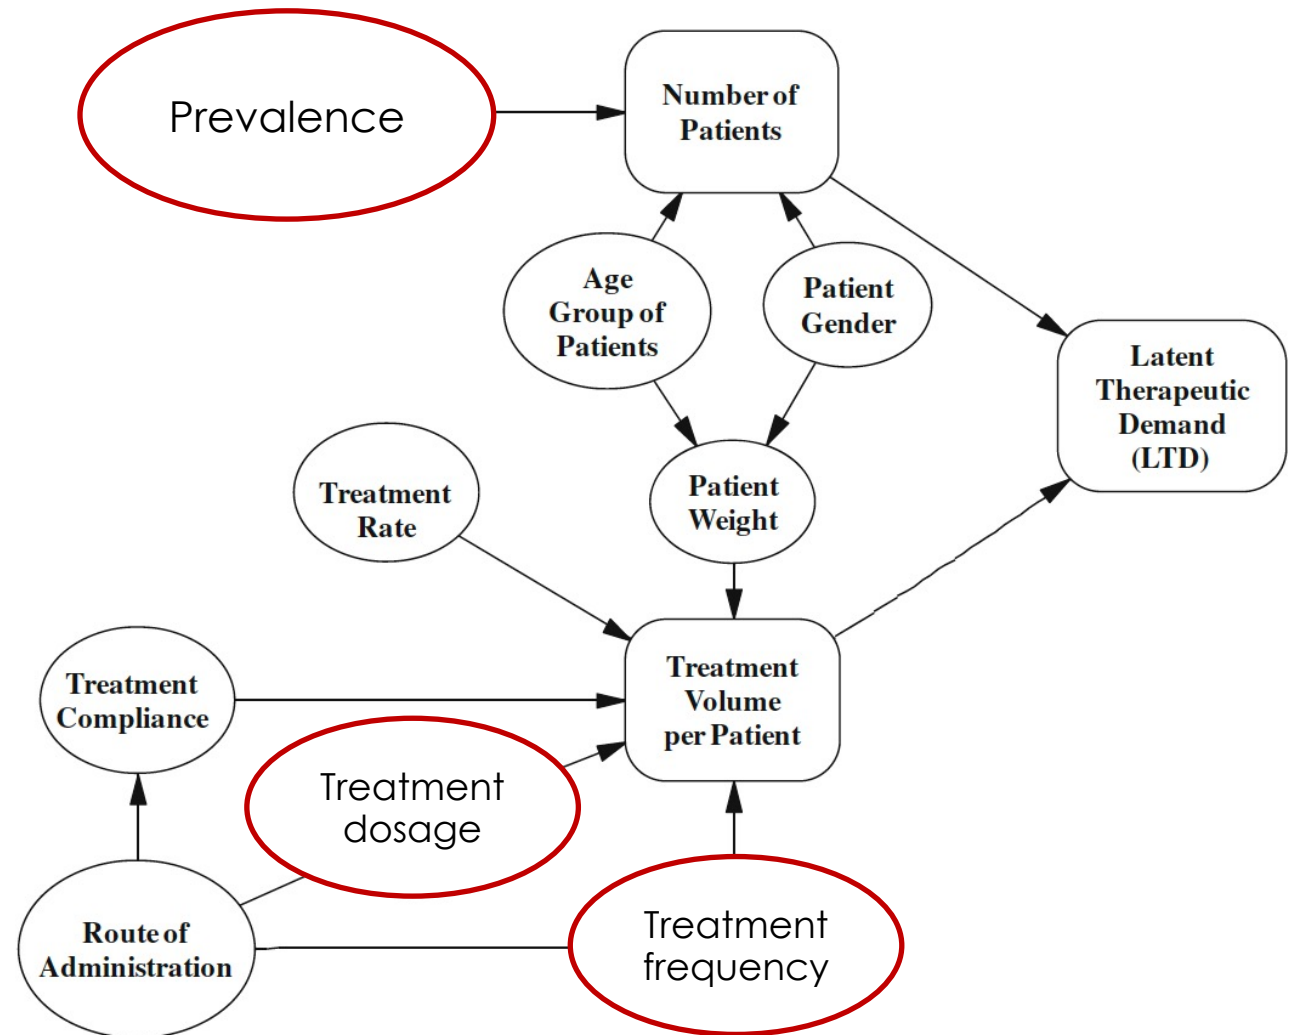 Prevalence
Number of
Patients
Age
Group of
Patients
Patient
Gender
Latent
Therapeutic
Demand
(LTD)
Treatment
Rate
Patient
Weight
Treatment
Compliance
Treatment
Volume
per Patient
Treatment
dosage
Route of
Administration
Treatment
frequency